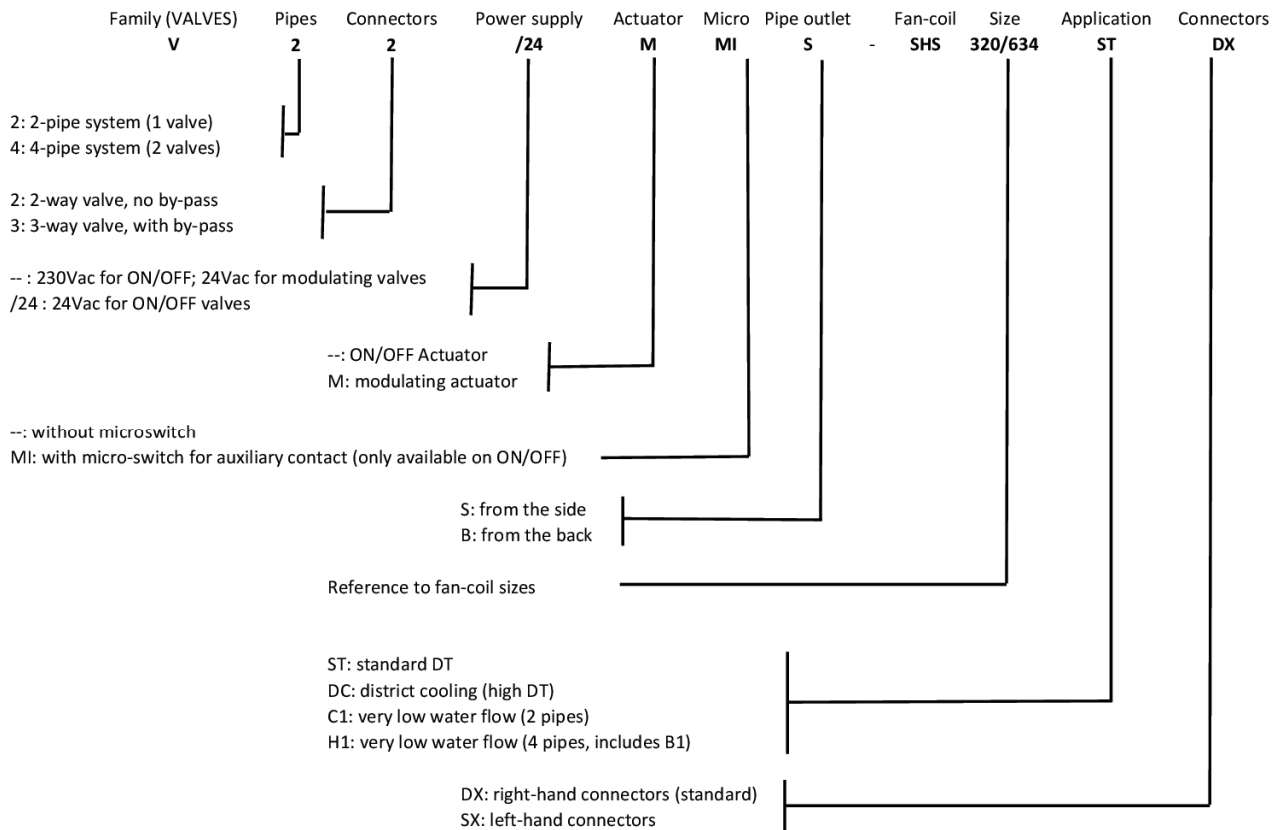 Family (VALVES) Pipes Connectors Power supply Actuator Micro Pipe outlet Fan-coil Size Application Connectors
V 2 2 /24 M MI S - SHS 320/634 ST DX
2: 2-pipe system (1 valve)
4: 4-pipe system (2 valves)
2: 2-way valve, no by-pass
3: 3-way valve, with by-pass
-- : 230Vac for ON/OFF; 24Vac for modulating valves
/24 : 24Vac for ON/OFF valves
--: ON/OFF Actuator
M: modulating actuator
--: without microswitch
MI: with micro-switch for auxiliary contact (only available on ON/OFF)
S: from the side
B: from the back
Reference to fan-coil sizes
ST: standard DT
DC: district cooling (high DT)
C1: very low water flow (2 pipes)
H1: very low water flow (4 pipes, includes B1)
DX: right-hand connectors (standard)
SX: left-hand connectors